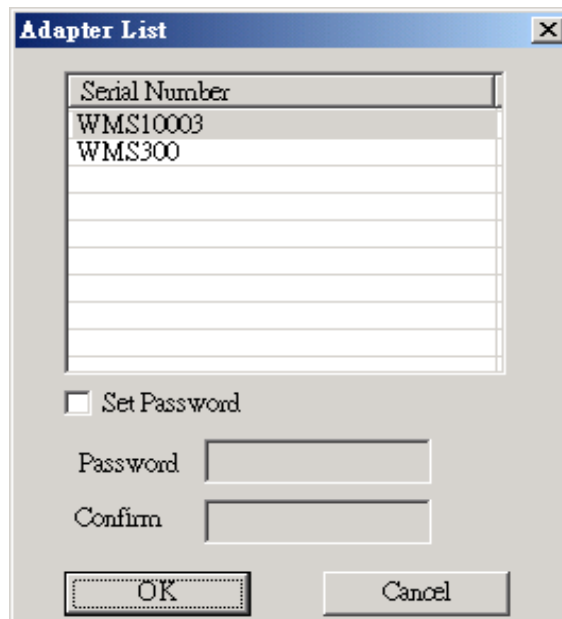 Adapter List
Serial Number
WMS10003
WMS300
Set Password
Password
Confirm
OK
Cancel